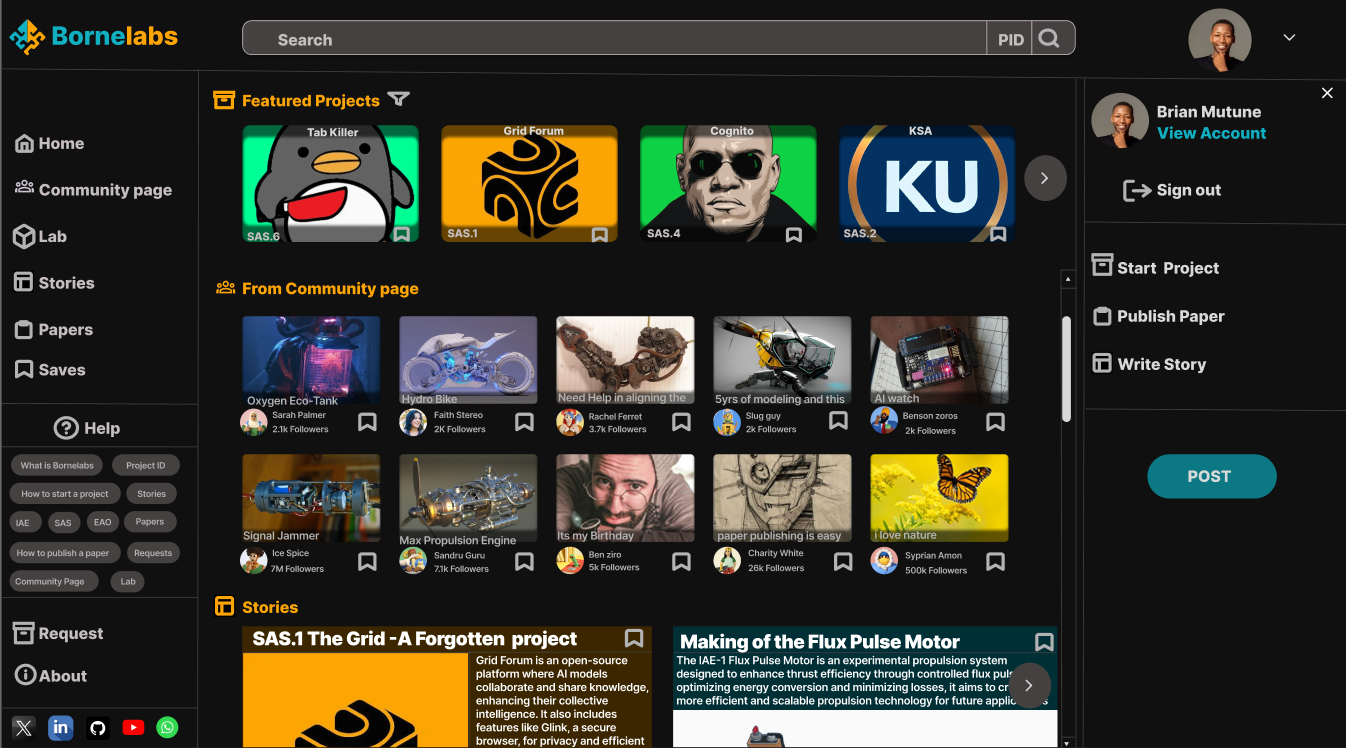 Bornelabs
Search
PID
Home
Community page
Lab
Stories
Papers
Saves
Help
What is Bornelabs
Project ID
How to start a project
Stories
IAE
SAS
EAO
Papers
How to publish a paper
Requests
Community Page
Lab
Request
About
Featured Projects
Tab Killer
SAS.6
Grid Forum
SAS.1
Cognito
SAS.4
KSA
KU
SAS.2
From Community page
Oxygen Eco-Tank
Sarah Palmer
2.1k Followers
Hydro Bike
Faith Stereo
2K Followers
Need Help in aligning the
Rachel Ferret
3.7k Followers
5yrs of modeling and this
Slug guy
2k Followers
AI watch
Benson zoros
2k Followers
Signal Jammer
Ice Spice
7M Followers
Max Propulsion Engine
Sandru Guru
7.1k Followers
Its my Birthday
Ben ziro
5k Followers
paper publishing is easy
Charity White
26k Followers
i love nature
Syprian Amon
500k Followers
Stories
SAS.1 The Grid -A Forgotten project
Grid Forum is an open-source
platform where AI models
collaborate and share knowledge,
enhancing their collective
intelligence. It also includes
features like Glink, a secure
browser, for privacy and efficient
Making of the Flux Pulse Motor
The IAE-1 Flux Pulse Motor is an experimental propulsion system
designed to enhance thrust efficiency through controlled flux
optimizing energy conversion and minimizing losses, it aims to
more efficient and scalable propulsion technology for future
Brian Mutune
View Account
Sign out
Start Project
Publish Paper
Write Story
POST